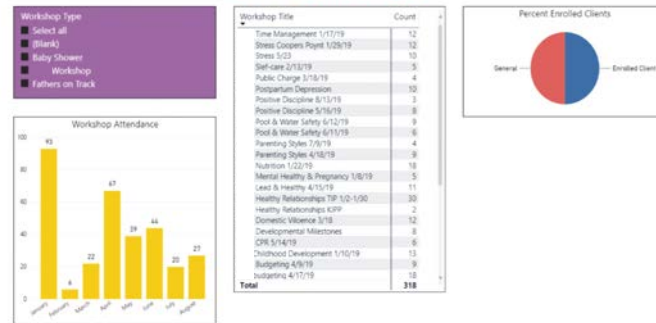 Workshop Type
Select all
(Blank)
Baby Shower
Workshop
Fathers on Track
Workshop Attendance
100
80
60
40
20
0
93
6
22
67
39
44
20
27
January
February
March
April
May
June
July
August
Workshop Title Count
Time Management 1/17/19 12
Stress Coopers Poynt 1/29/19 12
Stress 5/23 10
Slef-care 2/13/19 5
Public Charge 3/18/19 4
Postpartum Depression 10
Positive Discipline 8/13/19 3
Positive Discipline 5/16/19 8
Pool & Water Safety 6/12/19 9
Pool & Water Safety 6/11/19 6
Parenting Styles 7/9/19 4
Parenting Styles 4/18/19 9
Nutrition 1/22/19 18
Mental Healthy & Pregnancy 1/8/19 5
Lead & Healthy 4/15/19 11
Healthy Relationships TIP 1/2-1/30 30
Healthy Relationships KIPP 2
Domestic Viloence 3/18 12
Developmental Milestones 8
CPR 5/14/19 6
Childhood Development 1/10/19 13
Budgeting 4/9/19 9
budgeting 4/17/19 18
Total 318
Percent Enrolled Clients
General
Enrolled Client